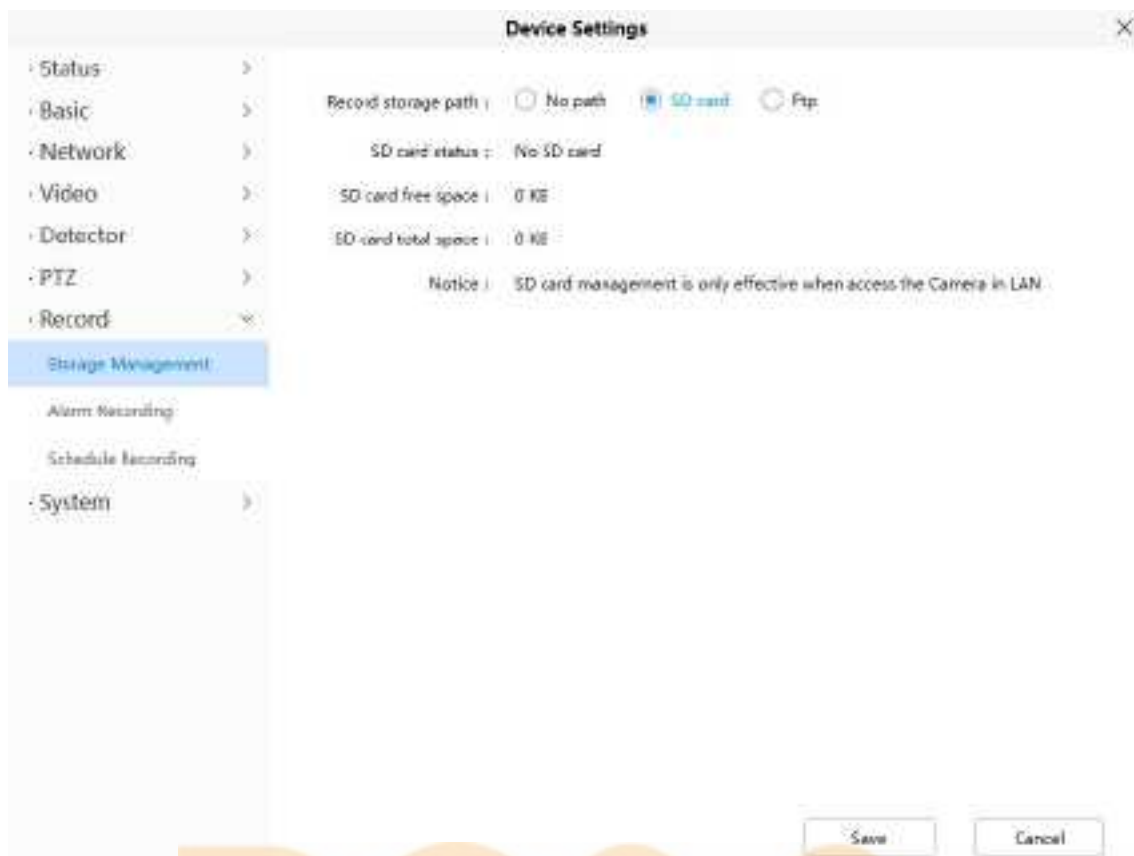 Device Settings
Status
Basic
Network
Video
Detector
PTZ
Record
Storage Management
Alarm Recording
Schedule Recording
System
Record storage path : No path SD card Ftp
SD card status : No SD card
SD card free space : 0 KB
SD card total space : 0 KB
Notice : SD card management is only effective when access the Camera in LAN
Save Cancel